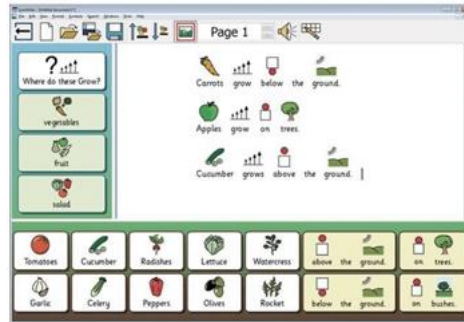 Page 1
Where do these Grow?
vegetables
fruit
salad
Carrots grow below the ground.
Apples grow on trees.
Cucumber grows above the ground.
Tomatoes Cucumber Radishes Lettuce Watercress above the ground. on trees.
Garlic Celery Peppers Olives Rocket below the ground. on bushes.